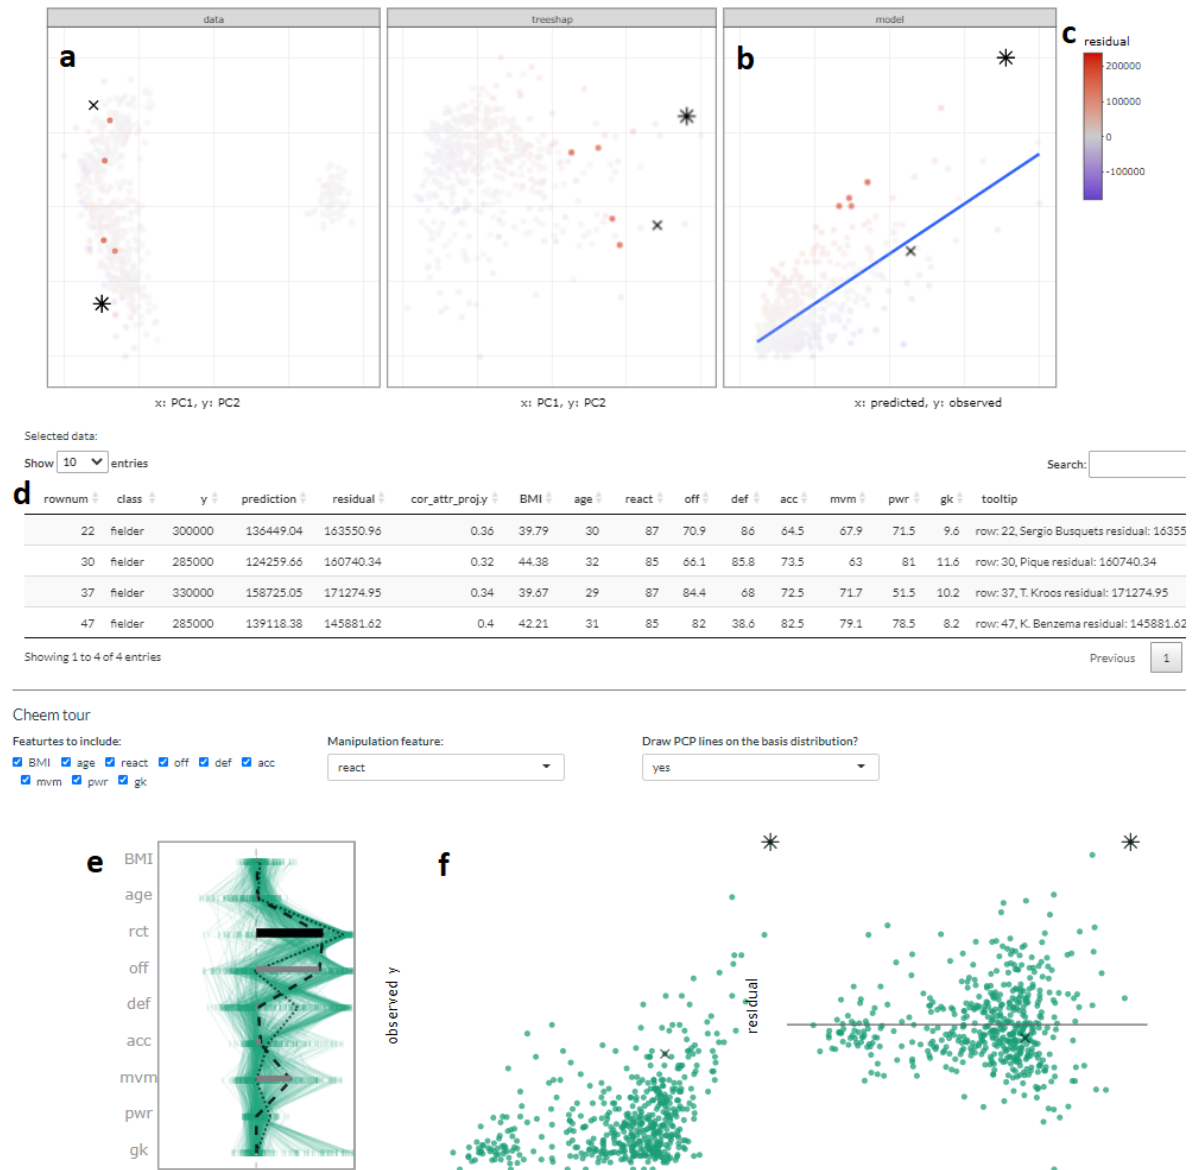 data treeshap model
a b c residual
200000
100000
0
-100000
x: PC1, y: PC2 x: PC1, y: PC2 x: predicted, y: observed
Selected data:
Show 10 entries Search:
d rownum class y prediction residual cor_attr_proj.y BMI age react off def acc mvm pwr gk tooltip
22 fielder 300000 136449.04 163550.96 0.36 39.79 30 87 70.9 86 64.5 67.9 71.5 9.6 row: 22, Sergio Busquets residual: 16355
30 fielder 285000 124259.66 160740.34 0.32 44.38 32 85 66.1 85.8 73.5 63 81 11.6 row: 30, Pique residual: 160740.34
37 fielder 330000 158725.05 171274.95 0.34 39.67 29 87 84.4 68 72.5 71.7 51.5 10.2 row: 37, T. Kroos residual: 171274.95
47 fielder 285000 139118.38 145881.62 0.4 42.21 31 85 82 38.6 82.5 79.1 78.5 8.2 row: 47, K. Benzema residual: 145881.62
Showing 1 to 4 of 4 entries Previous 1
Cheem tour
Featurtes to include: Manipulation feature: Draw PCP lines on the basis distribution?
BMI age react off def acc react yes
mvm pwr gk
e f
BMI
age
rct
off
def
acc
mvm
pwr
gk
observed y
residual